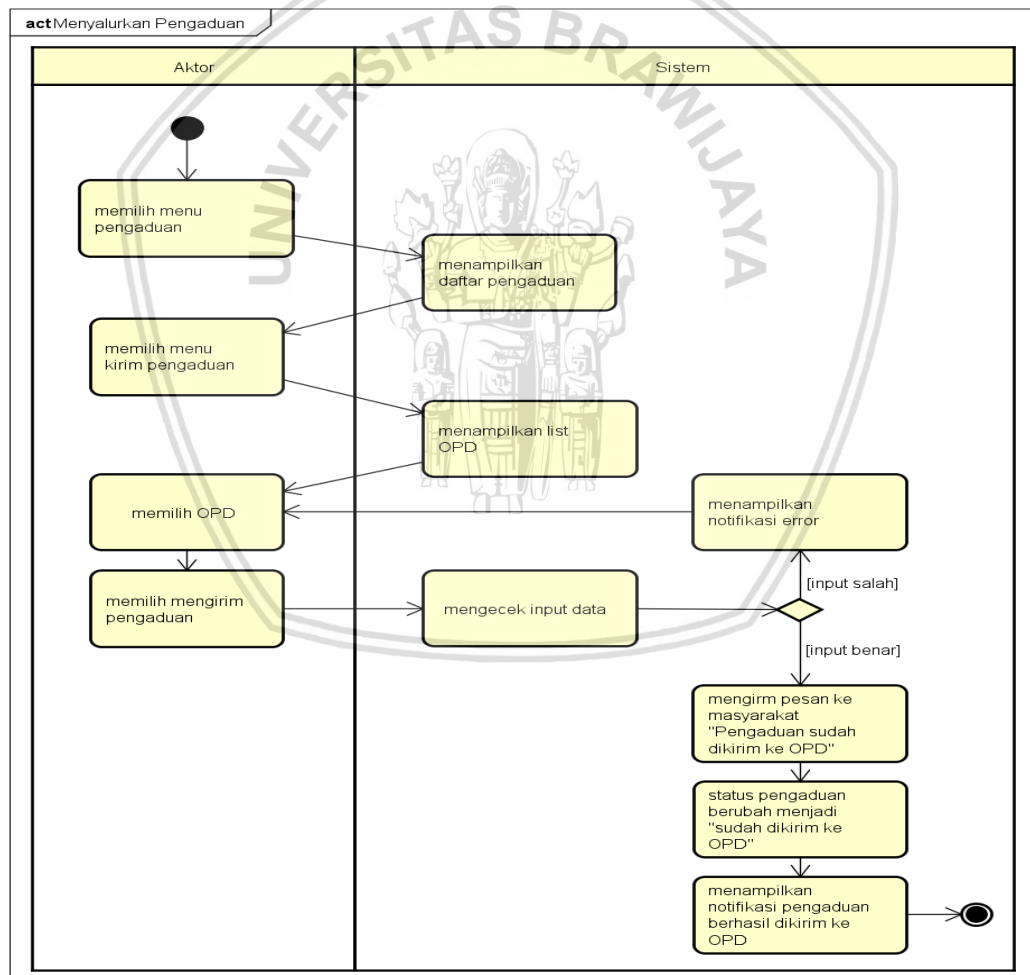 act Menyalurkan Pengaduan
Aktor
Sistem
UNIVERSITAS BRAWIJAYA
memilih menu
pengaduan
menampilkan
daftar pengaduan
memilih menu
kirim pengaduan
menampilkan list
OPD
memilih OPD
menampilkan
notifikasi error
[input salah]
memilih mengirim
pengaduan
mengecek input data
[input benar]
mengirm pesan ke
masyarakat
"Pengaduan sudah
dikirim ke OPD"
status pengaduan
berubah menjadi
"sudah dikirim ke
OPD"
menampilkan
notifikasi pengaduan
berhasil dikirim ke
OPD